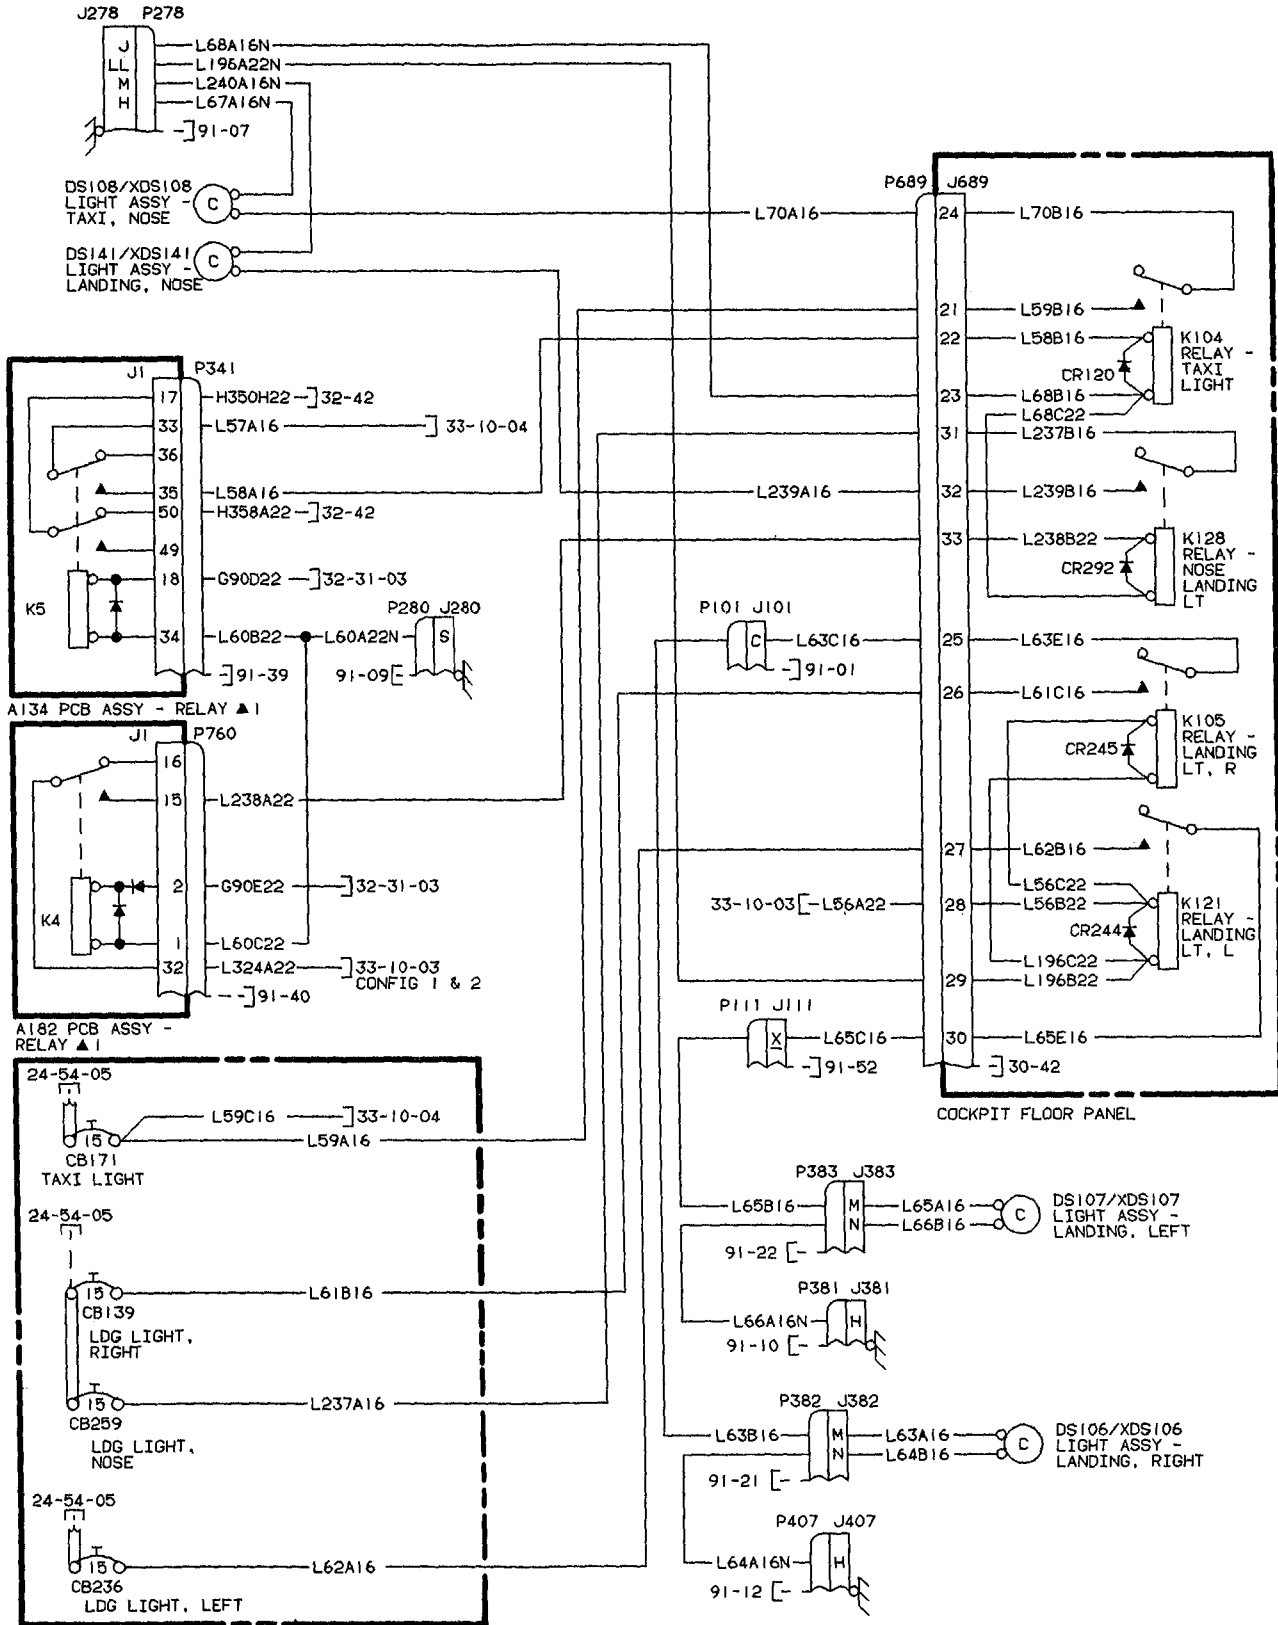 J278 P278
J L68A16N
LL L196A22N
M L240A16N
H L67A16N
91-07
DS108/XDS108
LIGHT ASSY -
TAXI, NOSE
C
DS141/XDS141
LIGHT ASSY -
LANDING, NOSE
C
J1 P341
17 H350H22 32-42
33 L57A16 33-10-04
36
35 L58A16
50 H358A22 32-42
49
18 G90D22 32-31-03
K5
34 L60B22 L60A22N
P280 J280
S
91-39
91-09
A134 PCB ASSY - RELAY ▲1
J1 P760
16
15 L238A22
2 G90E22 32-31-03
K4
1 L60C22
32 L324A22 33-10-03
CONFIG 1 & 2
91-40
A182 PCB ASSY -
RELAY ▲1
24-54-05
L59C16 33-10-04
15 L59A16
CB171
TAXI LIGHT
24-54-05
15 L61B16
CB139
LDG LIGHT,
RIGHT
15 L237A16
CB259
LDG LIGHT,
NOSE
24-54-05
15 L62A16
CB236
LDG LIGHT, LEFT
P689 J689
L70A16 24 L70B16
21 L59B16
22 L58B16
K104
RELAY -
TAXI
LIGHT
CR120
23 L68B16
L68C22
31 L237B16
L239A16 32 L239B16
33 L238B22
K128
RELAY -
NOSE
LANDING
LT
CR292
P101 J101
C L63C16 25 L63E16
91-01
26 L61C16
K105
RELAY -
LANDING
LT, R
CR245
27 L62B16
L56C22
33-10-03 L56A22 28 L56B22
K121
RELAY -
LANDING
LT, L
CR244
L196C22
29 L196B22
P111 J111
X L65C16 30 L65E16
91-52
30-42
COCKPIT FLOOR PANEL
P383 J383
L65B16 M L65A16
N L66B16
C
DS107/XDS107
LIGHT ASSY -
LANDING, LEFT
91-22
P381 J381
L66A16N H
91-10
P382 J382
L63B16 M L63A16
N L64B16
C
DS106/XDS106
LIGHT ASSY -
LANDING, RIGHT
91-21
P407 J407
L64A16N H
91-12